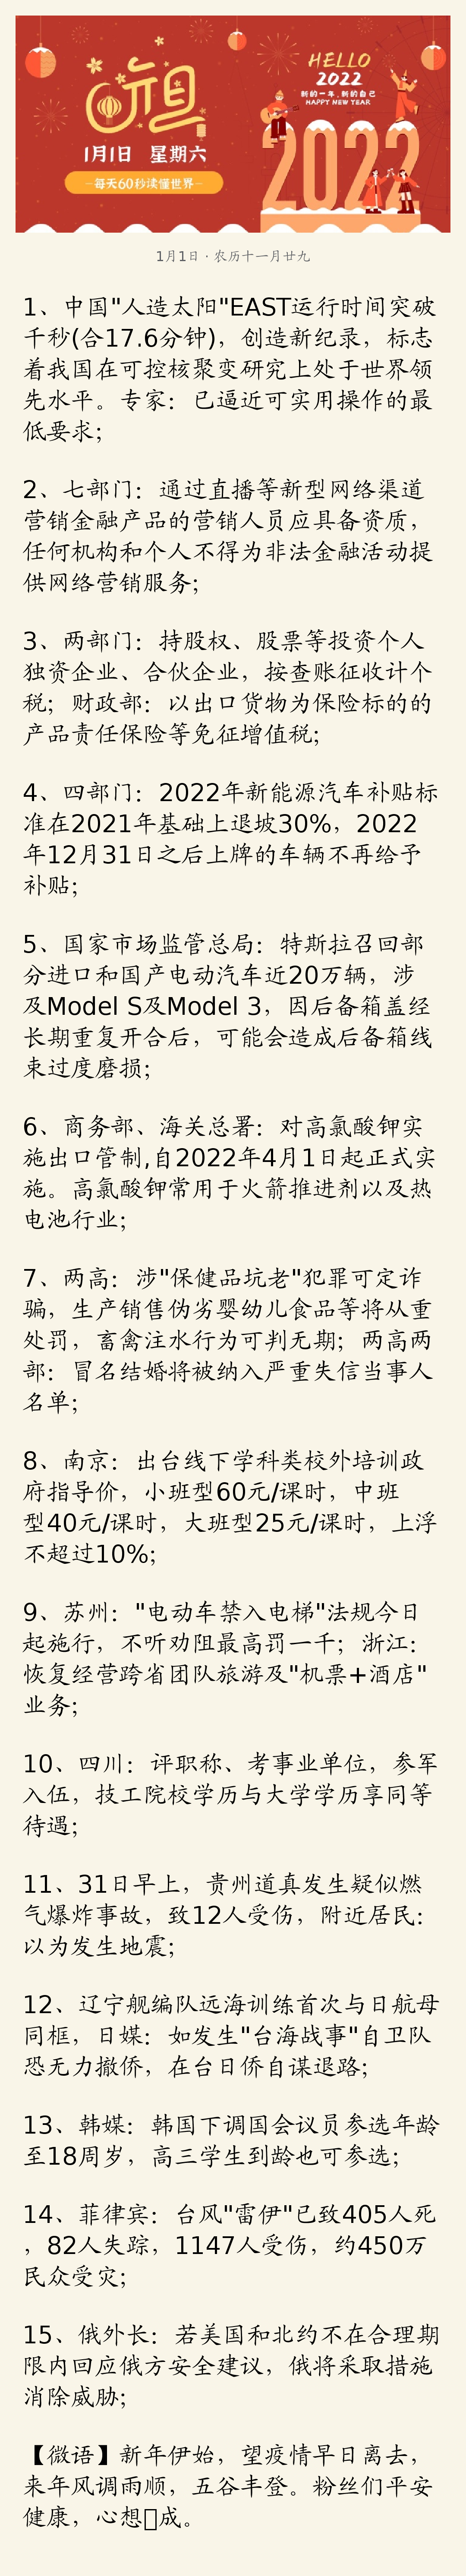 元旦
1月1日 星期六
每天60秒读懂世界
HELLO
2022
新的一年,新的自己
HAPPY NEW YEAR
2022
1月1日·农历十一月廿九
1、中国"人造太阳"EAST运行时间突破
千秒(合17.6分钟)，创造新纪录，标志
着我国在可控核聚变研究上处于世界领
先水平。专家：已逼近可实用操作的最
低要求；
2、七部门：通过直播等新型网络渠道
营销金融产品的营销人员应具备资质，
任何机构和个人不得为非法金融活动提
供网络营销服务；
3、两部门：持股权、股票等投资个人
独资企业、合伙企业，按查账征收计个
税；财政部：以出口货物为保险标的的
产品责任保险等免征增值税；
4、四部门：2022年新能源汽车补贴标
准在2021年基础上退坡30%，2022
年12月31日之后上牌的车辆不再给予
补贴；
5、国家市场监管总局：特斯拉召回部
分进口和国产电动汽车近20万辆，涉
及Model S及Model 3，因后备箱盖经
长期重复开合后，可能会造成后备箱线
束过度磨损；
6、商务部、海关总署：对高氯酸钾实
施出口管制,自2022年4月1日起正式实
施。高氯酸钾常用于火箭推进剂以及热
电池行业；
7、两高：涉"保健品坑老"犯罪可定诈
骗，生产销售伪劣婴幼儿食品等将从重
处罚，畜禽注水行为可判无期；两高两
部：冒名结婚将被纳入严重失信当事人
名单；
8、南京：出台线下学科类校外培训政
府指导价，小班型60元/课时，中班
型40元/课时，大班型25元/课时，上浮
不超过10%；
9、苏州："电动车禁入电梯"法规今日
起施行，不听劝阻最高罚一千；浙江：
恢复经营跨省团队旅游及"机票+酒店"
业务；
10、四川：评职称、考事业单位，参军
入伍，技工院校学历与大学学历享同等
待遇；
11、31日早上，贵州道真发生疑似燃
气爆炸事故，致12人受伤，附近居民：
以为发生地震；
12、辽宁舰编队远海训练首次与日航母
同框，日媒：如发生"台海战事"自卫队
恐无力撤侨，在台日侨自谋退路；
13、韩媒：韩国下调国会议员参选年龄
至18周岁，高三学生到龄也可参选；
14、菲律宾：台风"雷伊"已致405人死
，82人失踪，1147人受伤，约450万
民众受灾；
15、俄外长：若美国和北约不在合理期
限内回应俄方安全建议，俄将采取措施
消除威胁；
【微语】新年伊始，望疫情早日离去，
来年风调雨顺，五谷丰登。粉丝们平安
健康，心想成。